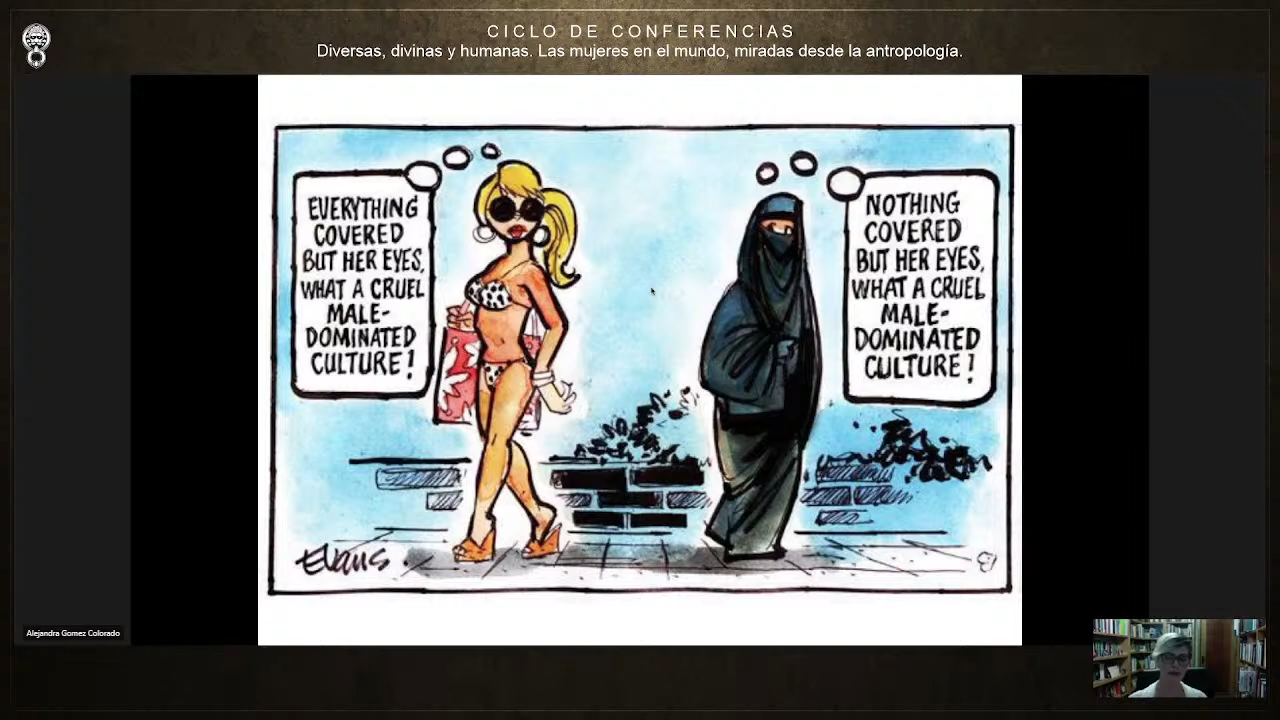 CICLO DE CONFERENCIAS
Diversas, divinas y humanas. Las mujeres en el mundo, miradas desde la antropología.
EVERYTHING
COVERED
BUT HER EYES,
WHAT A CRUEL
MALE-
DOMINATED
CULTURE!
NOTHING
COVERED
BUT HER EYES,
WHAT A CRUEL
MALE-
DOMINATED
CULTURE!
Evans
Alejandra Gomez Colorado